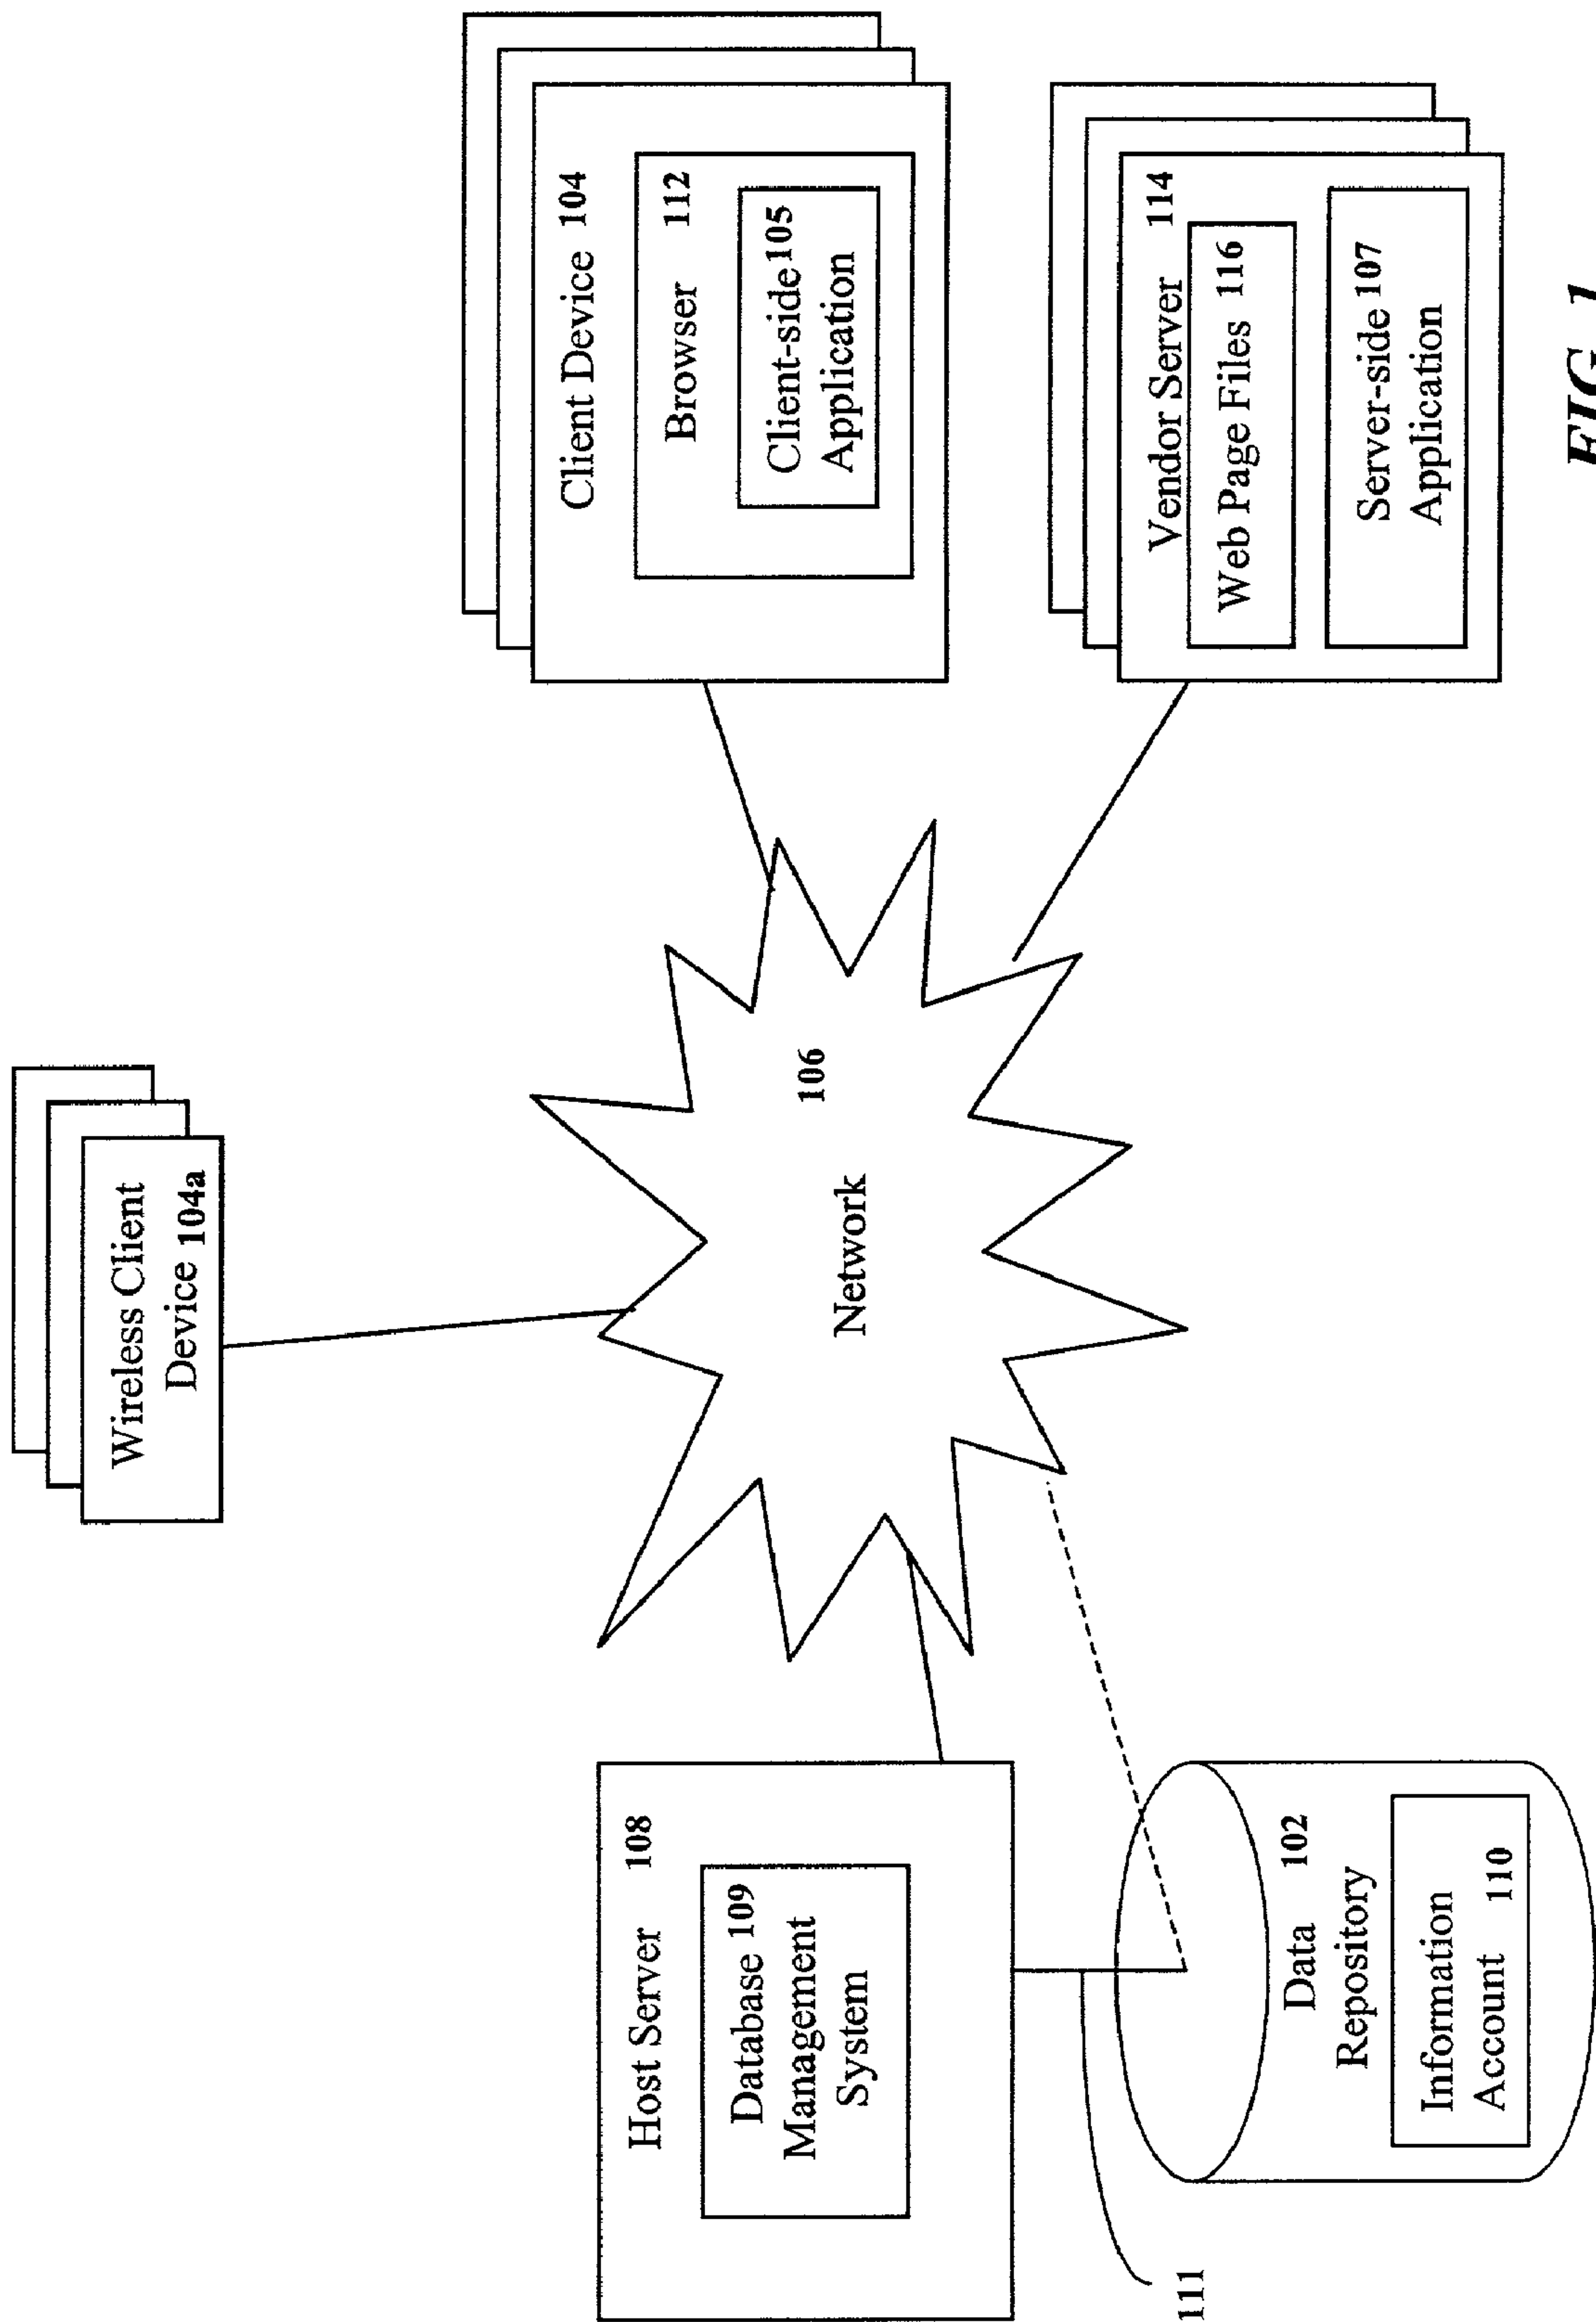 Wireless Client
Device 104a
Host Server 108
Database 109
Management
System
Network 106
Client Device 104
Browser 112
Client-side 105
Application
111
Data 102
Repository
Information
Account 110
Vendor Server 114
Web Page Files 116
Server-side 107
Application
FIG 1